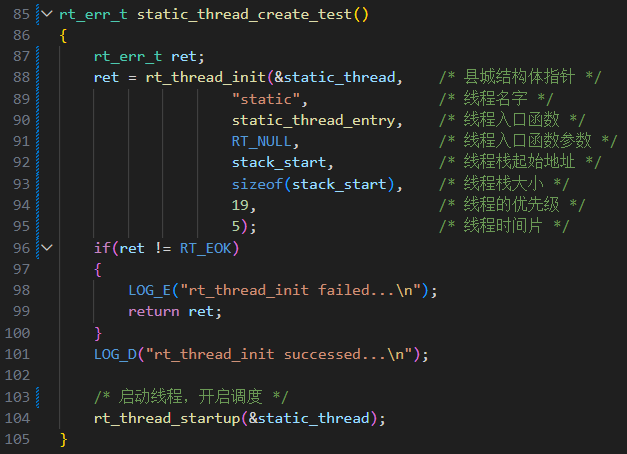 85 rt_err_t static_thread_create_test()
86 {
87 rt_err_t ret;
88 ret = rt_thread_init(&static_thread, /* 县城结构体指针 */
89 "static", /* 线程名字 */
90 static_thread_entry, /* 线程入口函数 */
91 RT_NULL, /* 线程入口函数参数 */
92 stack_start, /* 线程栈起始地址 */
93 sizeof(stack_start), /* 线程栈大小 */
94 19, /* 线程的优先级 */
95 5); /* 线程时间片 */
96 if(ret != RT_EOK)
97 {
98 LOG_E("rt_thread_init failed...\n");
99 return ret;
100 }
101 LOG_D("rt_thread_init successed...\n");
102
103 /* 启动线程，开启调度 */
104 rt_thread_startup(&static_thread);
105 }